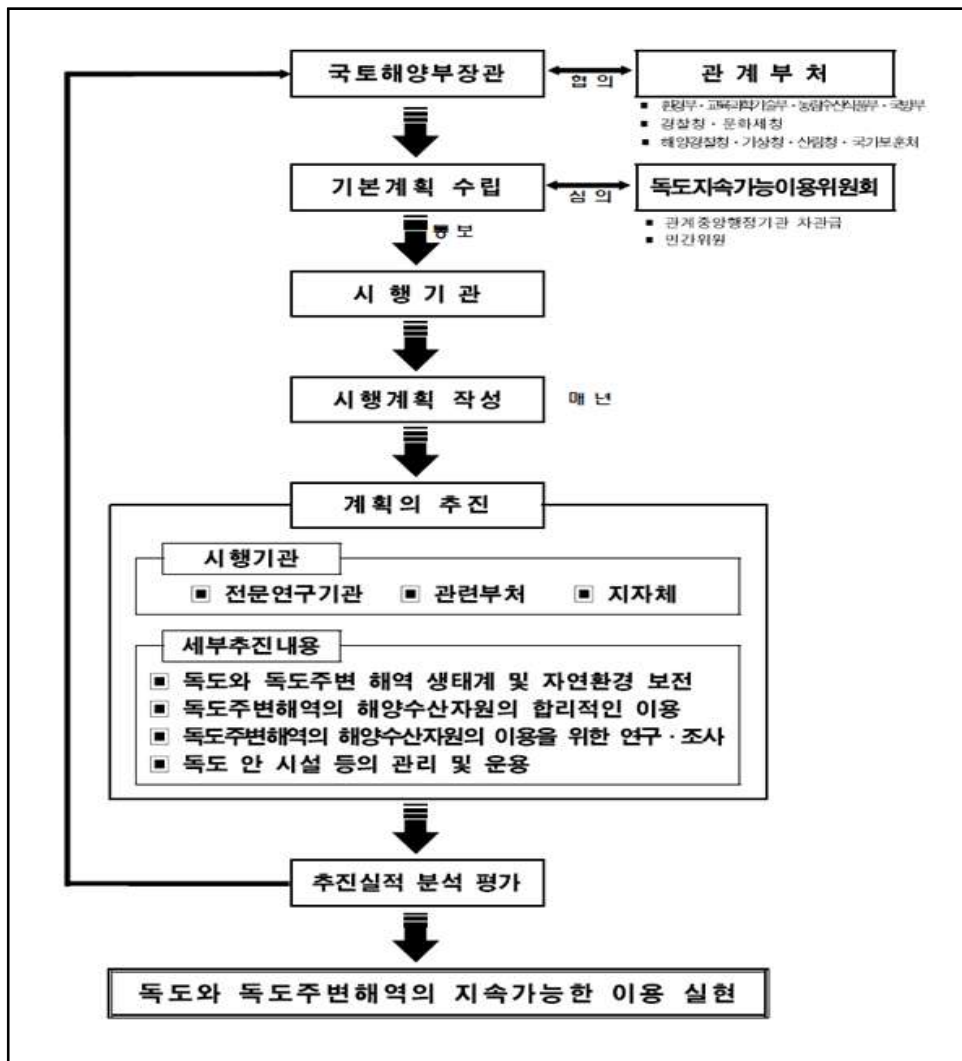 국토해양부장관
협 의
관 계 부 처
▪ 환경부·교육과학기술부·농림수산식품부·국방부
▪ 경찰청·문화재청
▪ 해양경찰청·기상청·산림청·국가보훈처
기본계획 수립
심 의
독도지속가능이용위원회
▪ 관계중앙행정기관 차관급
▪ 민간위원
통 보
시 행 기 관
시행계획 작성
매 년
계획의 추진
시행기관
▣ 전문연구기관 ▣ 관련부처 ▣ 지자체
세부추진내용
▣ 독도와 독도주변 해역 생태계 및 자연환경 보전
▣ 독도주변해역의 해양수산자원의 합리적인 이용
▣ 독도주변해역의 해양수산자원의 이용을 위한 연구·조사
▣ 독도 안 시설 등의 관리 및 운용
추진실적 분석 평가
독도와 독도주변해역의 지속가능한 이용 실현